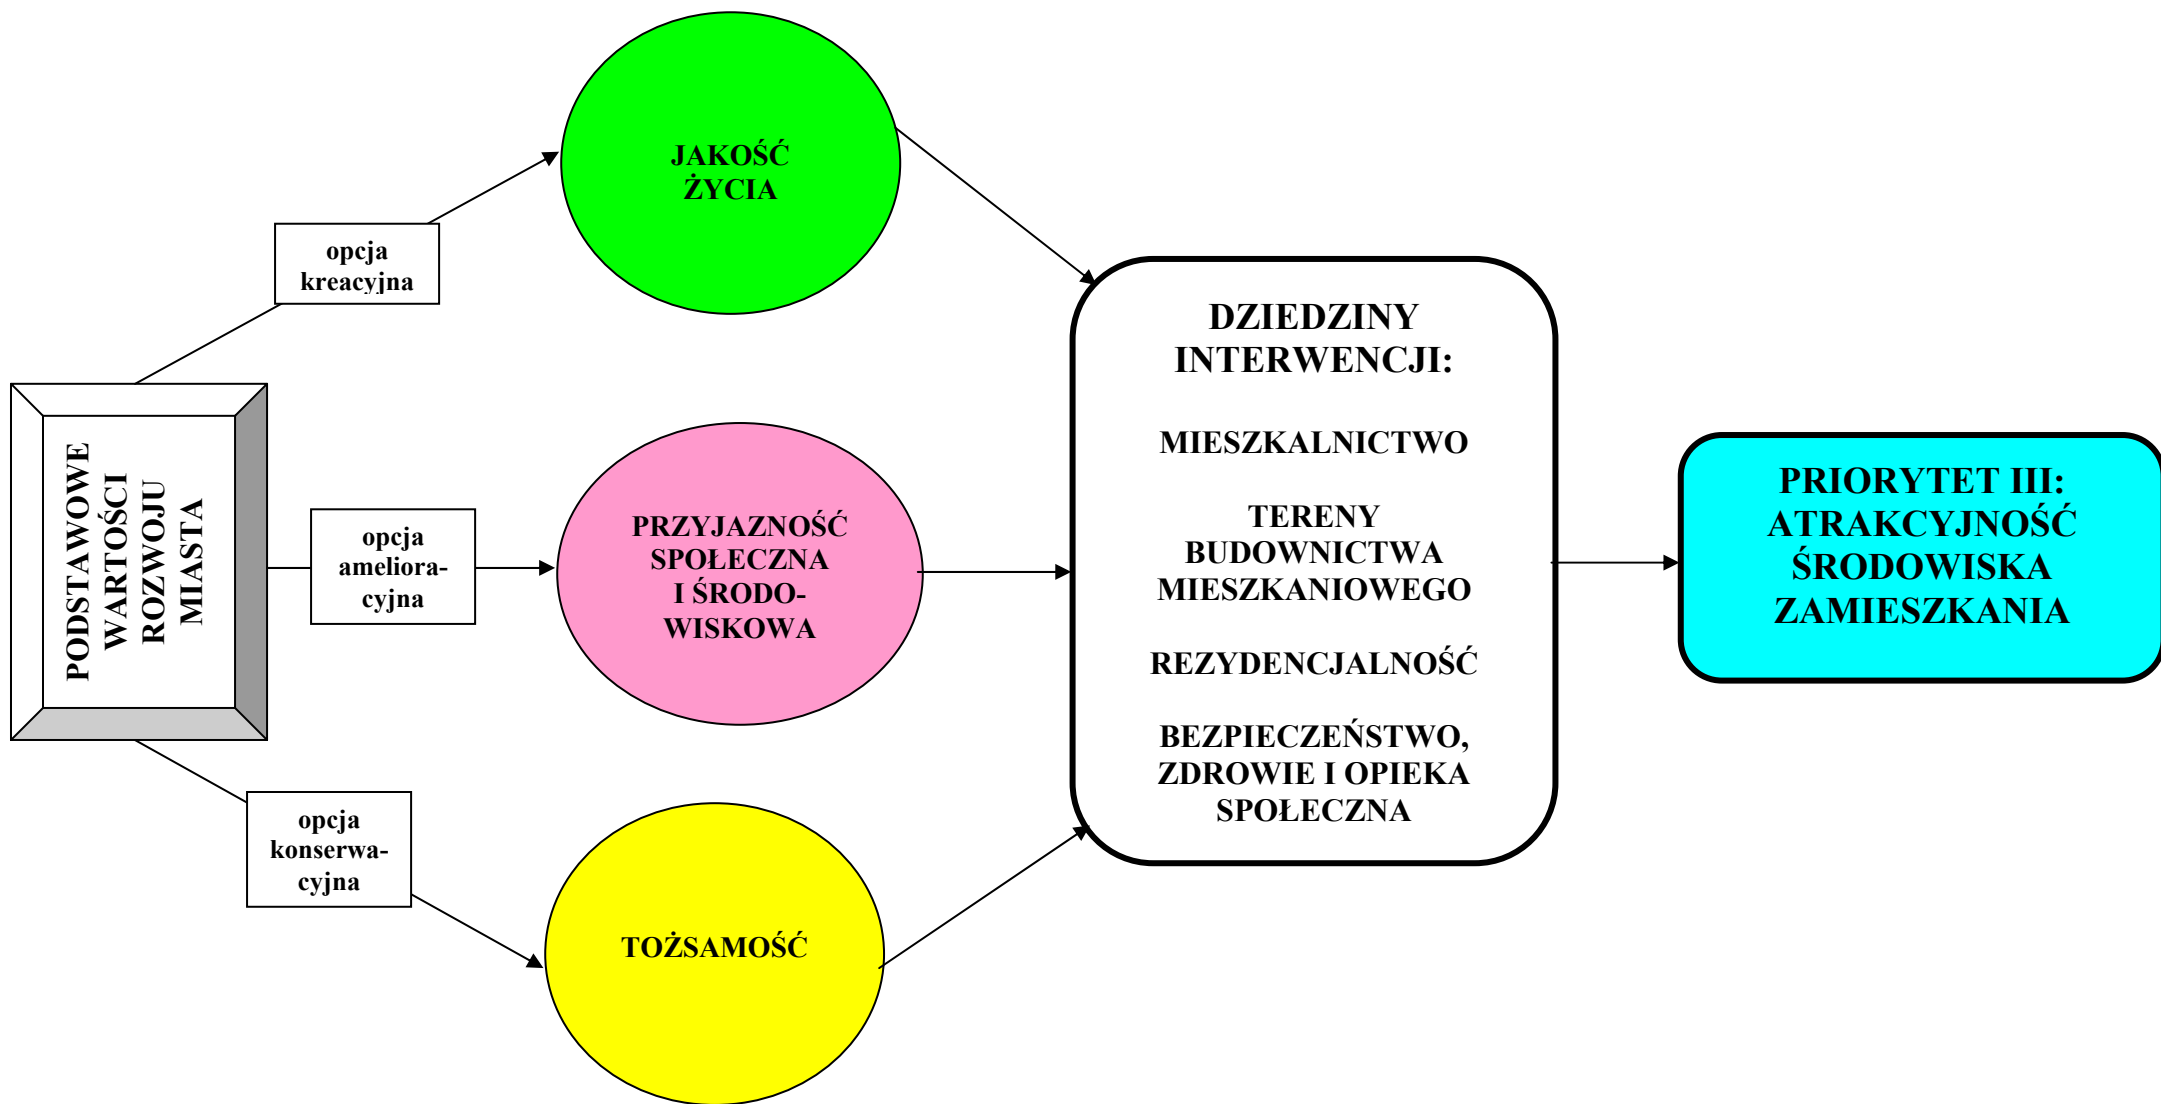 PODSTAWOWE
WARTOŚCI
ROZWOJU
MIASTA
opcja
kreacyjna
opcja
ameliora-
cyjna
opcja
konserwa-
cyjna
JAKOŚĆ
ŻYCIA
PRZYJAZNOŚĆ
SPOŁECZNA
I ŚRODO-
WISKOWA
TOŻSAMOŚĆ
DZIEDZINY
INTERWENCJI:
MIESZKALNICTWO
TERENY
BUDOWNICTWA
MIESZKANIOWEGO
REZYDENCJALNOŚĆ
BEZPIECZEŃSTWO,
ZDROWIE I OPIEKA
SPOŁECZNA
PRIORYTET III:
ATRAKCYJNOŚĆ
ŚRODOWISKA
ZAMIESZKANIA